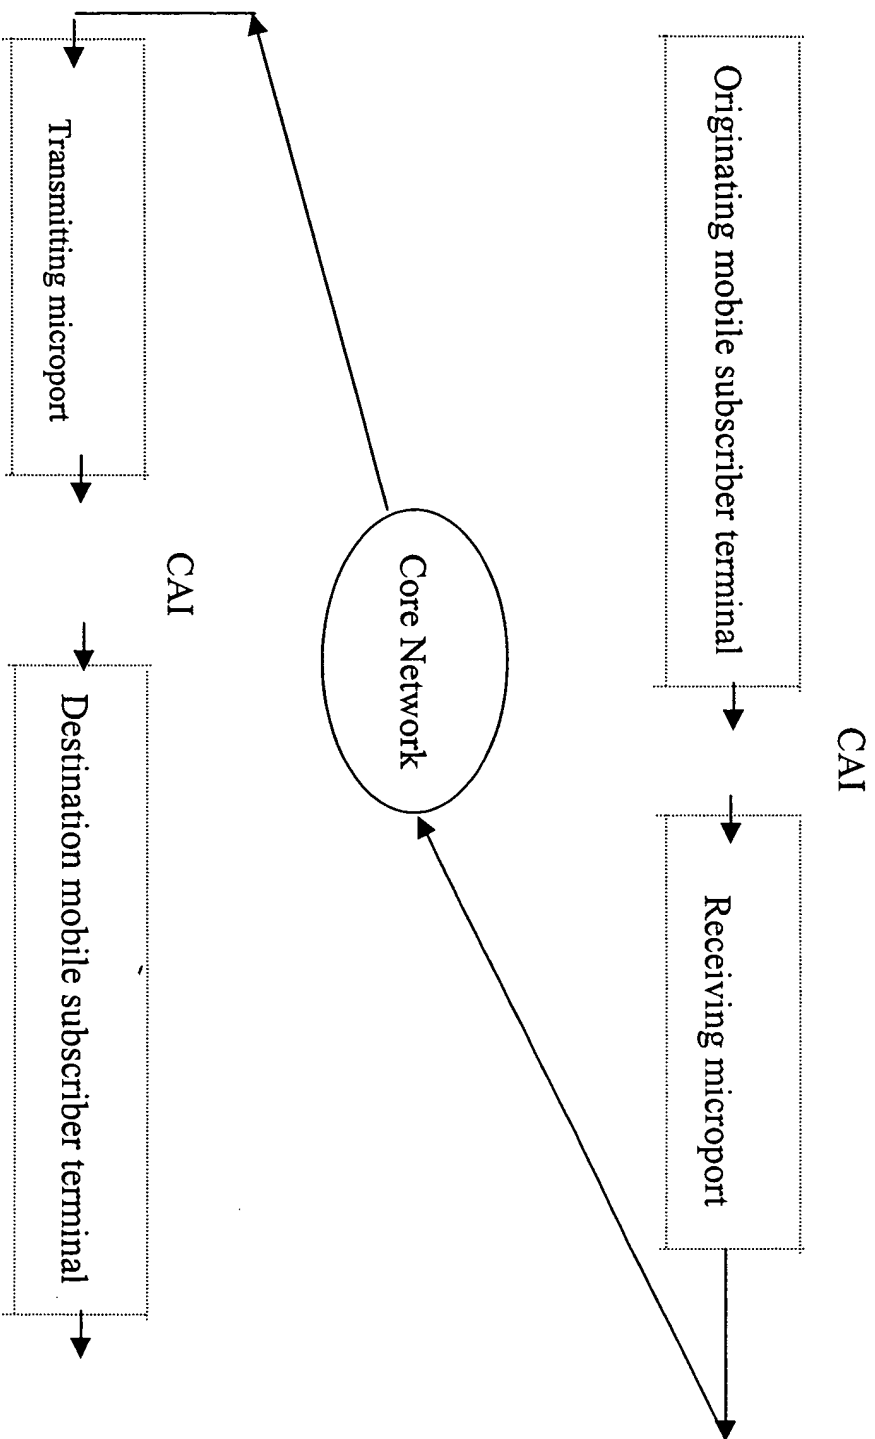 CAI
Originating mobile subscriber terminal
Receiving microport
Core Network
CAI
Transmitting microport
Destination mobile subscriber terminal